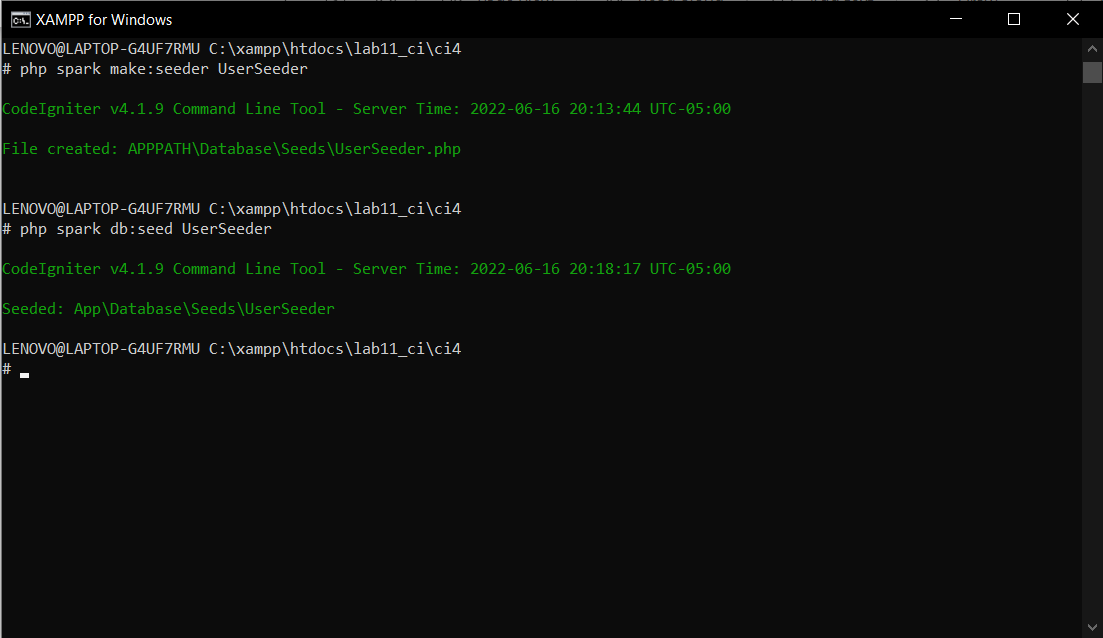 XAMPP for Windows
LENOVO@LAPTOP-G4UF7RMU C:\xampp\htdocs\lab11_ci\ci4
# php spark make:seeder UserSeeder
CodeIgniter v4.1.9 Command Line Tool - Server Time: 2022-06-16 20:13:44 UTC-05:00
File created: APPPATH\Database\Seeds\UserSeeder.php
LENOVO@LAPTOP-G4UF7RMU C:\xampp\htdocs\lab11_ci\ci4
# php spark db:seed UserSeeder
CodeIgniter v4.1.9 Command Line Tool - Server Time: 2022-06-16 20:18:17 UTC-05:00
Seeded: App\Database\Seeds\UserSeeder
LENOVO@LAPTOP-G4UF7RMU C:\xampp\htdocs\lab11_ci\ci4
#